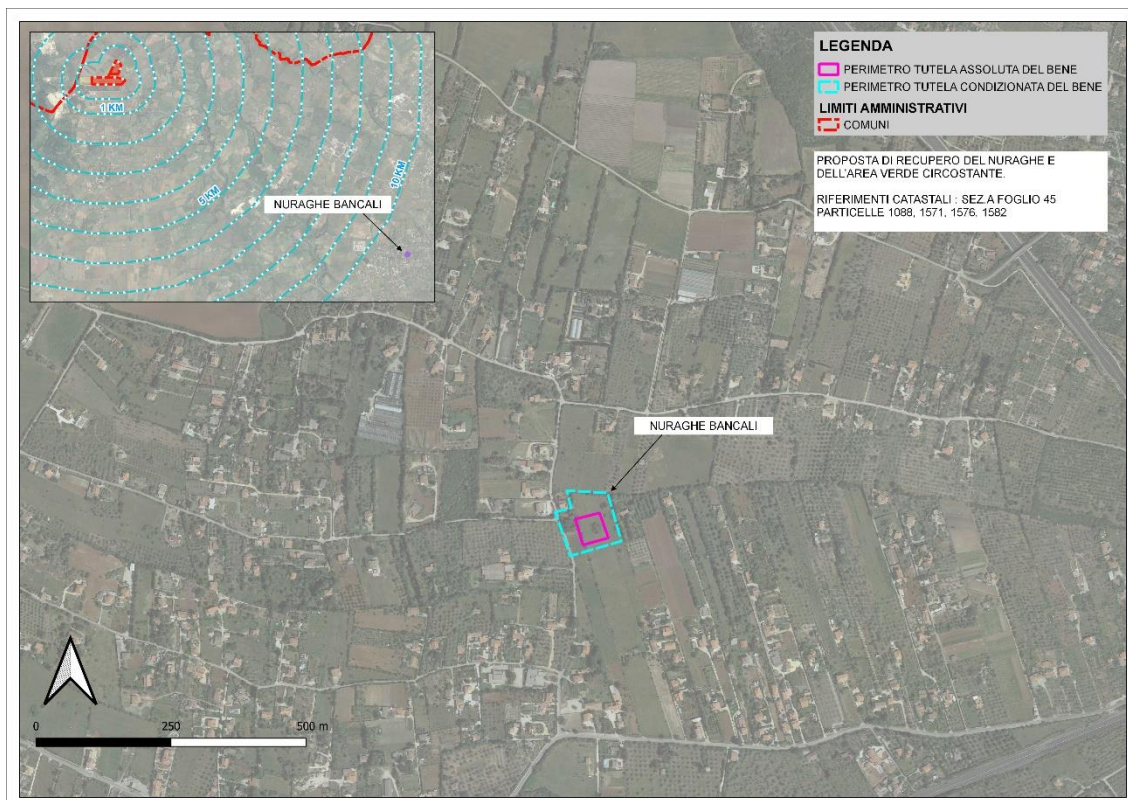 1 KM
5 KM
10 KM
NURAGHE BANCALI
LEGENDA
PERIMETRO TUTELA ASSOLUTA DEL BENE
PERIMETRO TUTELA CONDIZIONATA DEL BENE
LIMITI AMMINISTRATIVI
COMUNI
PROPOSTA DI RECUPERO DEL NURAGHE E
DELL'AREA VERDE CIRCOSTANTE.
RIFERIMENTI CATASTALI : SEZ.A FOGLIO 45
PARTICELLE 1088, 1571, 1576, 1582
NURAGHE BANCALI
0 250 500 m